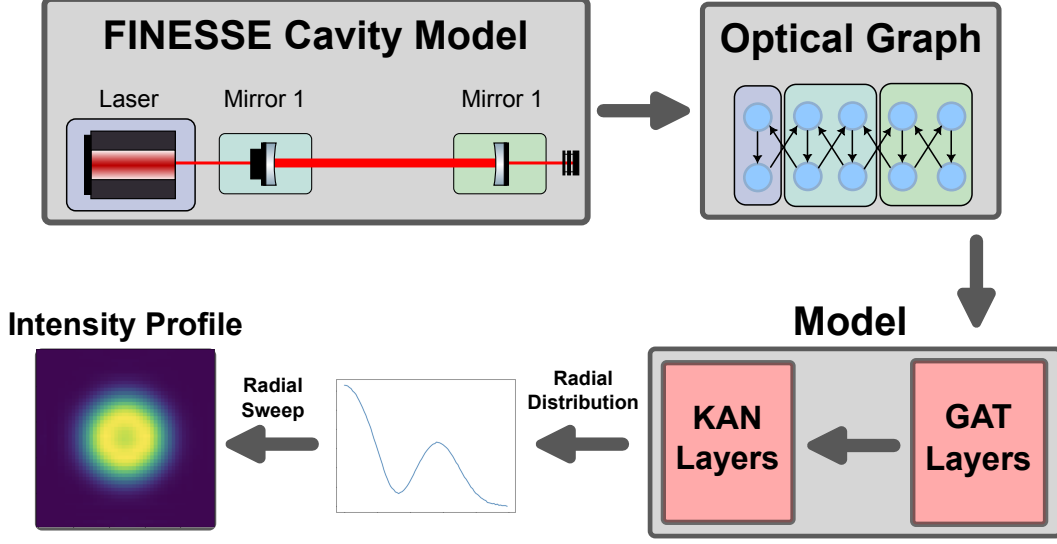 FINESSE Cavity Model
Laser
Mirror 1
Mirror 1
Optical Graph
Model
GAT
Layers
KAN
Layers
Radial
Distribution
Radial
Sweep
Intensity Profile